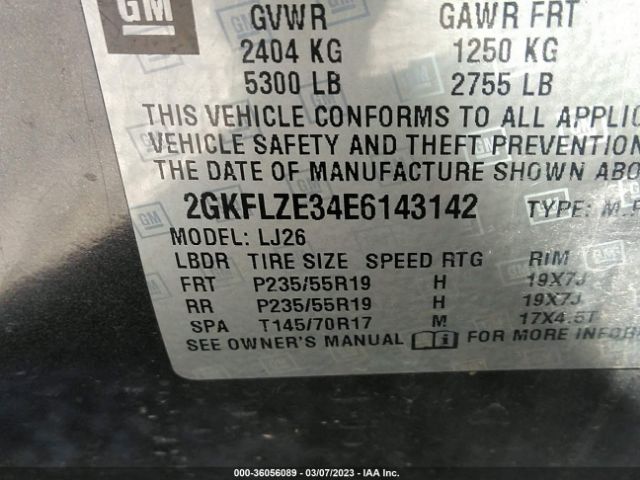 GM
GVWR GAWR FRT
2404 KG 1250 KG
5300 LB 2755 LB
THIS VEHICLE CONFORMS TO ALL APPLIC
VEHICLE SAFETY AND THEFT PREVENTION
THE DATE OF MANUFACTURE SHOWN ABO
2GKFLZE34E6143142 TYPE: M.P
MODEL: LJ26
LBDR TIRE SIZE SPEED RTG RIM
FRT P235/55R19 H 19X7J
RR P235/55R19 H 19X7J
SPA T145/70R17 M 17X4.5T
SEE OWNER'S MANUAL FOR MORE INFOR
000-36056089 — 03/07/2023 — IAA Inc.